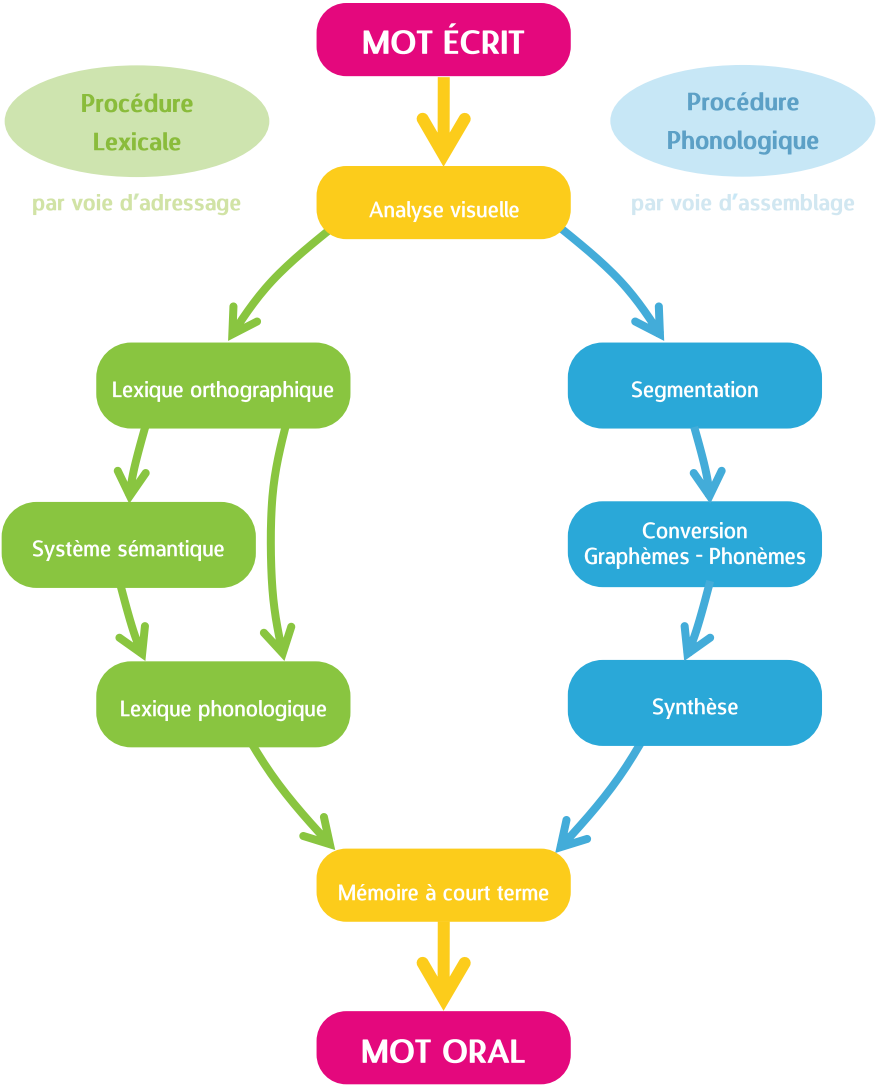 MOT ÉCRIT
Procédure
Lexicale
par voie d'adressage
Procédure
Phonologique
par voie d'assemblage
Analyse visuelle
Lexique orthographique
Segmentation
Système sémantique
Conversion
Graphèmes - Phonèmes
Lexique phonologique
Synthèse
Mémoire à court terme
MOT ORAL